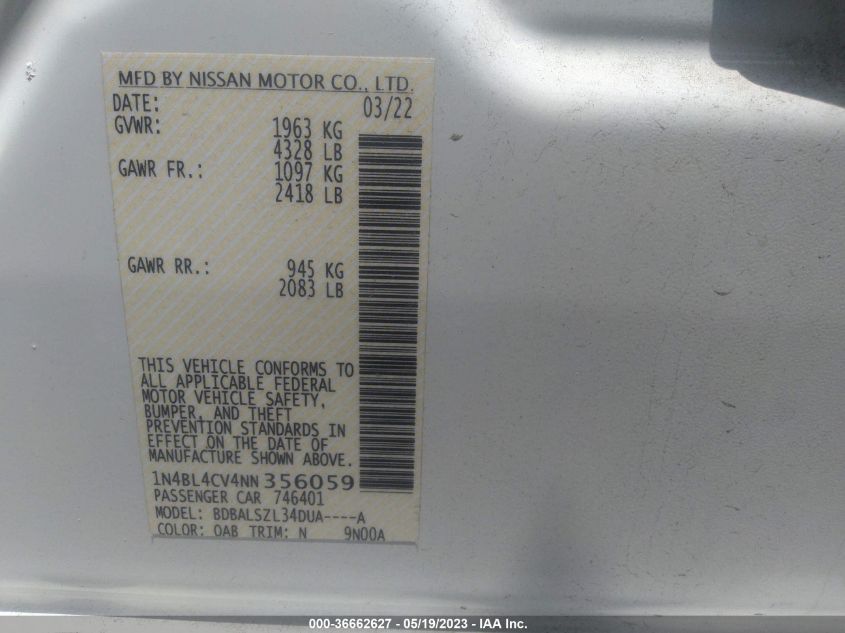 MFD BY NISSAN MOTOR CO., LTD.
DATE: 03/22
GVWR: 1963 KG
4328 LB
GAWR FR.: 1097 KG
2418 LB
GAWR RR.: 945 KG
2083 LB
THIS VEHICLE CONFORMS TO
ALL APPLICABLE FEDERAL
MOTOR VEHICLE SAFETY,
BUMPER, AND THEFT
PREVENTION STANDARDS IN
EFFECT ON THE DATE OF
MANUFACTURE SHOWN ABOVE.
1N4BL4CV4NN 356059
PASSENGER CAR 746401
MODEL: BDBALSZL34DUA----A
COLOR: QAB TRIM: N 9N00A
000-36662627 - 05/19/2023 - IAA, Inc.